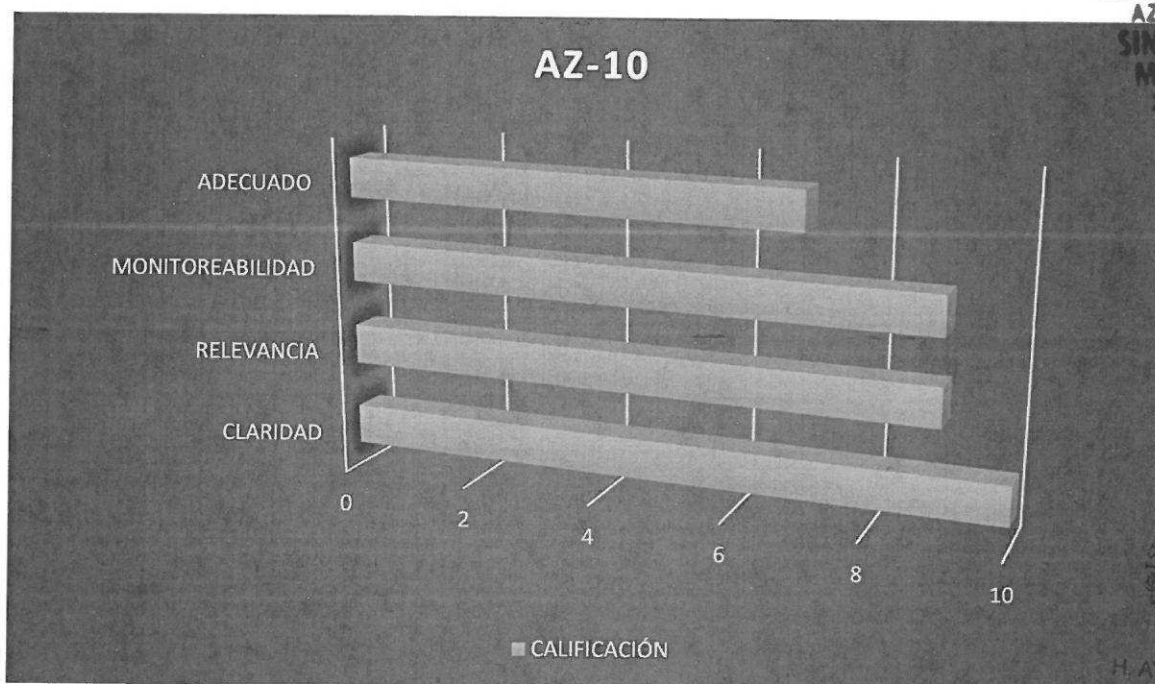 AZ-10
ADECUADO
MONITOREABILIDAD
RELEVANCIA
CLARIDAD
0
2
4
6
8
10
CALIFICACIÓN